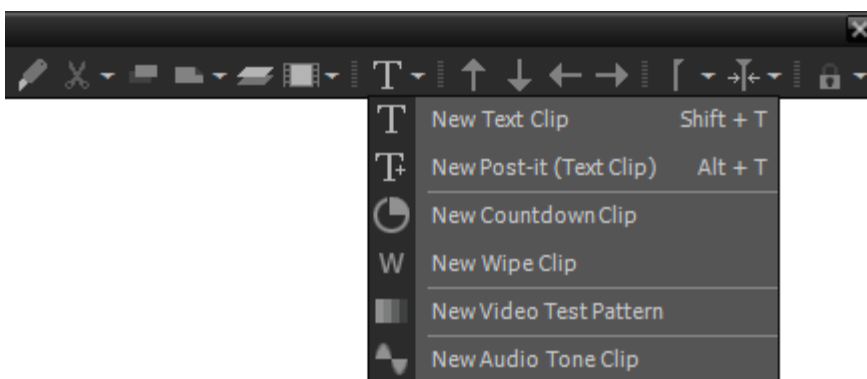 T
T New Text Clip Shift + T
T+ New Post-it (Text Clip) Alt + T
New Countdown Clip
W New Wipe Clip
New Video Test Pattern
New Audio Tone Clip